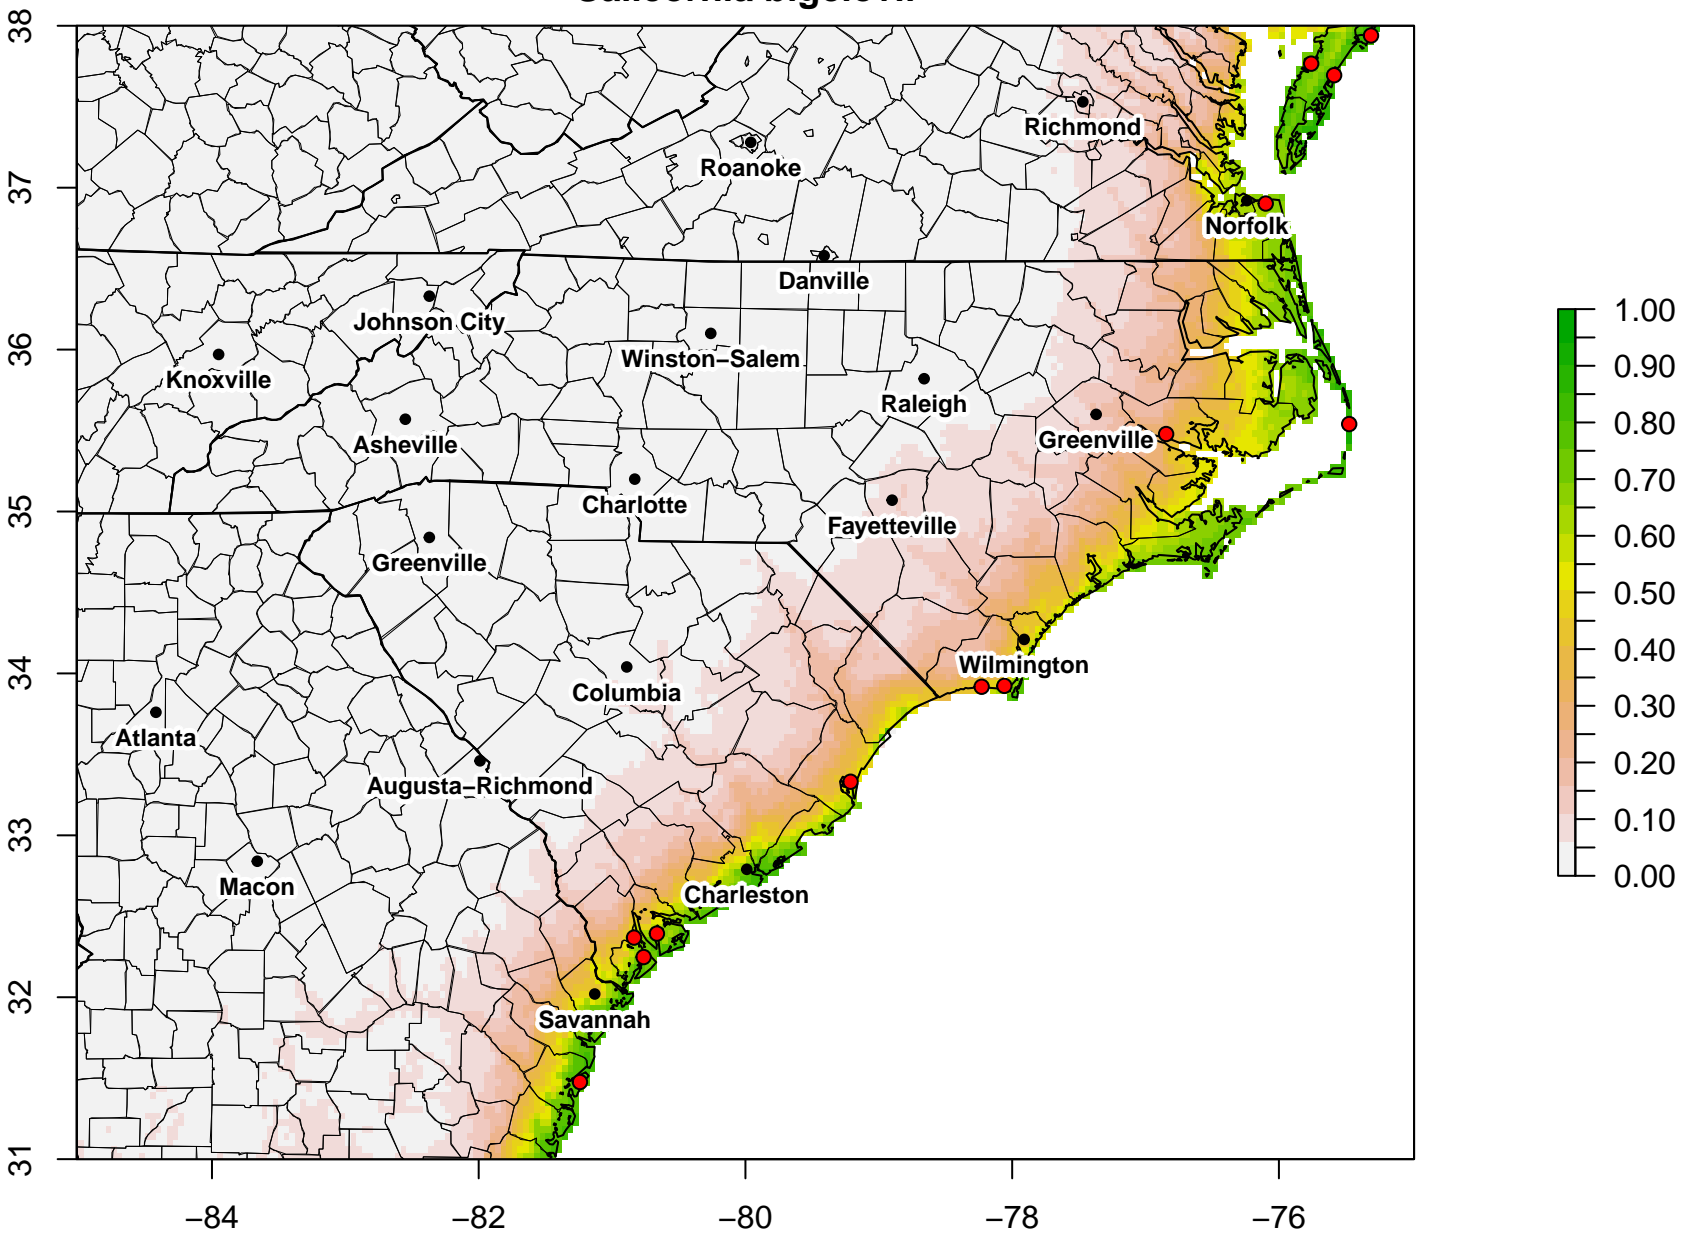 38
37
36
35
34
33
32
31
Richmond
Roanoke
Norfolk
Danville
Johnson City
Winston−Salem
Knoxville
Raleigh
Asheville
Greenville
Charlotte
Fayetteville
Greenville
Wilmington
Columbia
Atlanta
Augusta−Richmond
Macon
Charleston
Savannah
−84
−82
−80
−78
−76
1.00
0.90
0.80
0.70
0.60
0.50
0.40
0.30
0.20
0.10
0.00